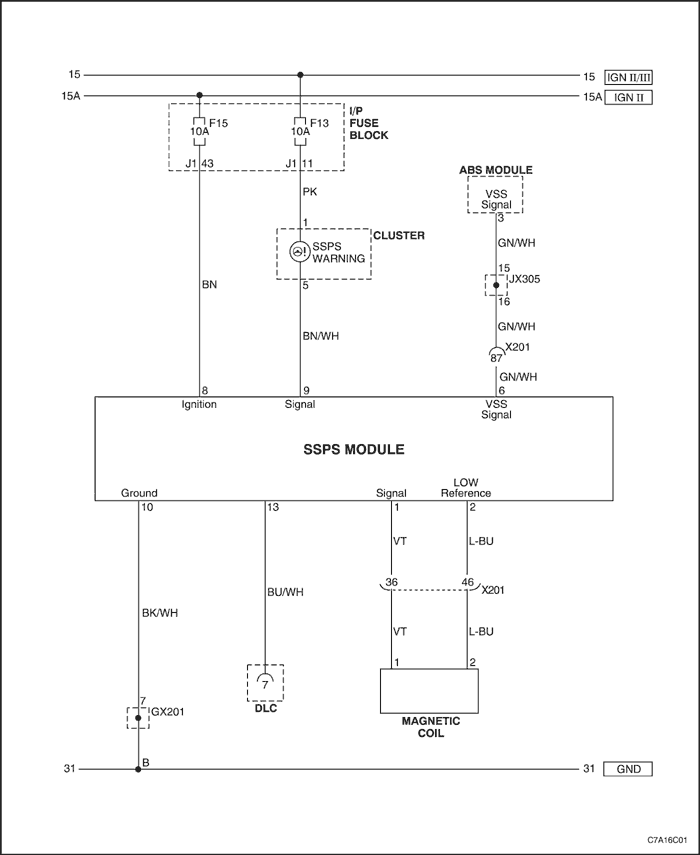 15
15 IGN II/III
15A
15A IGN II
I/P
FUSE
BLOCK
F15
10A
F13
10A
J1 43
J1 11
ABS MODULE
VSS
Signal
3
PK
GN/WH
1
CLUSTER
SSPS
WARNING
15
JX305
16
BN
5
GN/WH
BN/WH
X201
87
GN/WH
8
9
6
Ignition
Signal
VSS
Signal
SSPS MODULE
Ground
Signal
LOW
Reference
10
13
1
2
VT
L-BU
36
46
X201
BU/WH
BK/WH
VT
L-BU
1
2
7
7
GX201
DLC
MAGNETIC
COIL
31
B
31 GND
C7A16C01